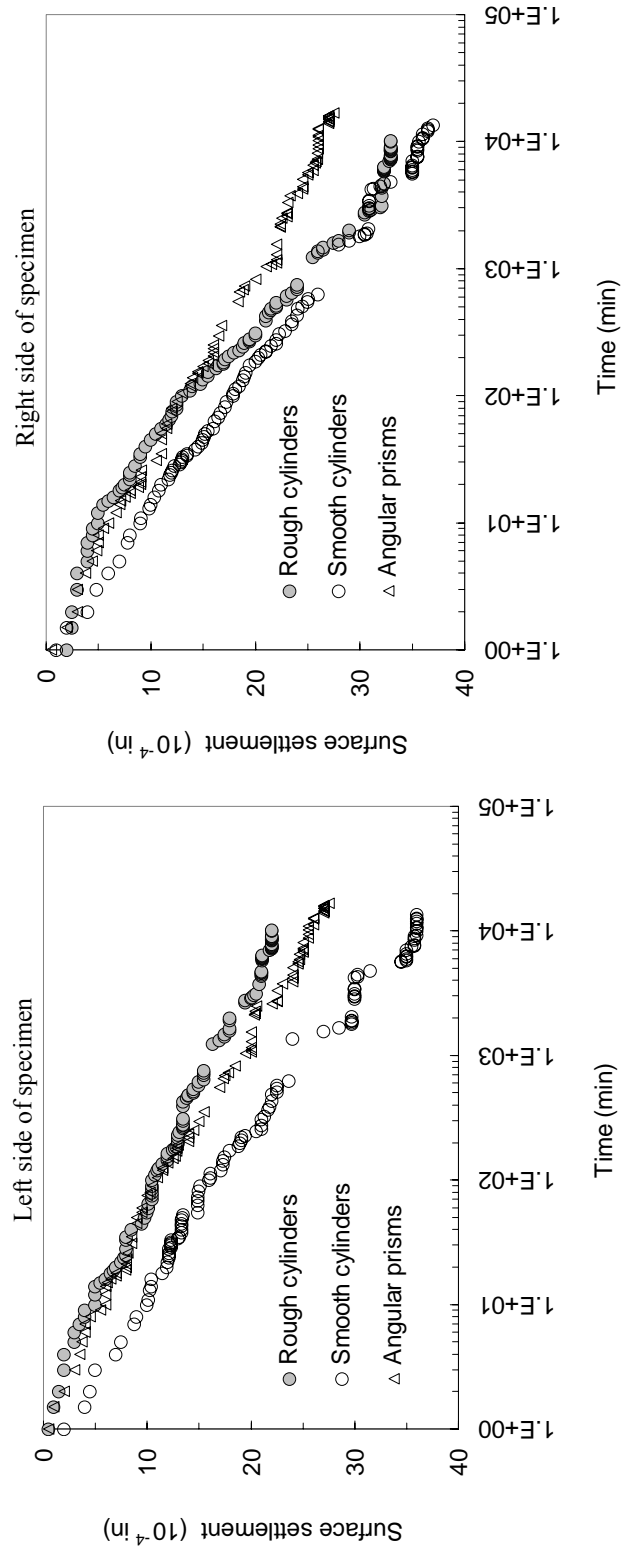 Left side of specimen
0
10
20
30
40
1.E+00
1.E+01
1.E+02
1.E+03
1.E+04
1.E+05
Time (min)
Surface settlement (10⁻⁴ in)
Rough cylinders
Smooth cylinders
Angular prisms
Right side of specimen
0
10
20
30
40
1.E+00
1.E+01
1.E+02
1.E+03
1.E+04
1.E+05
Time (min)
Surface settlement (10⁻⁴ in)
Rough cylinders
Smooth cylinders
Angular prisms